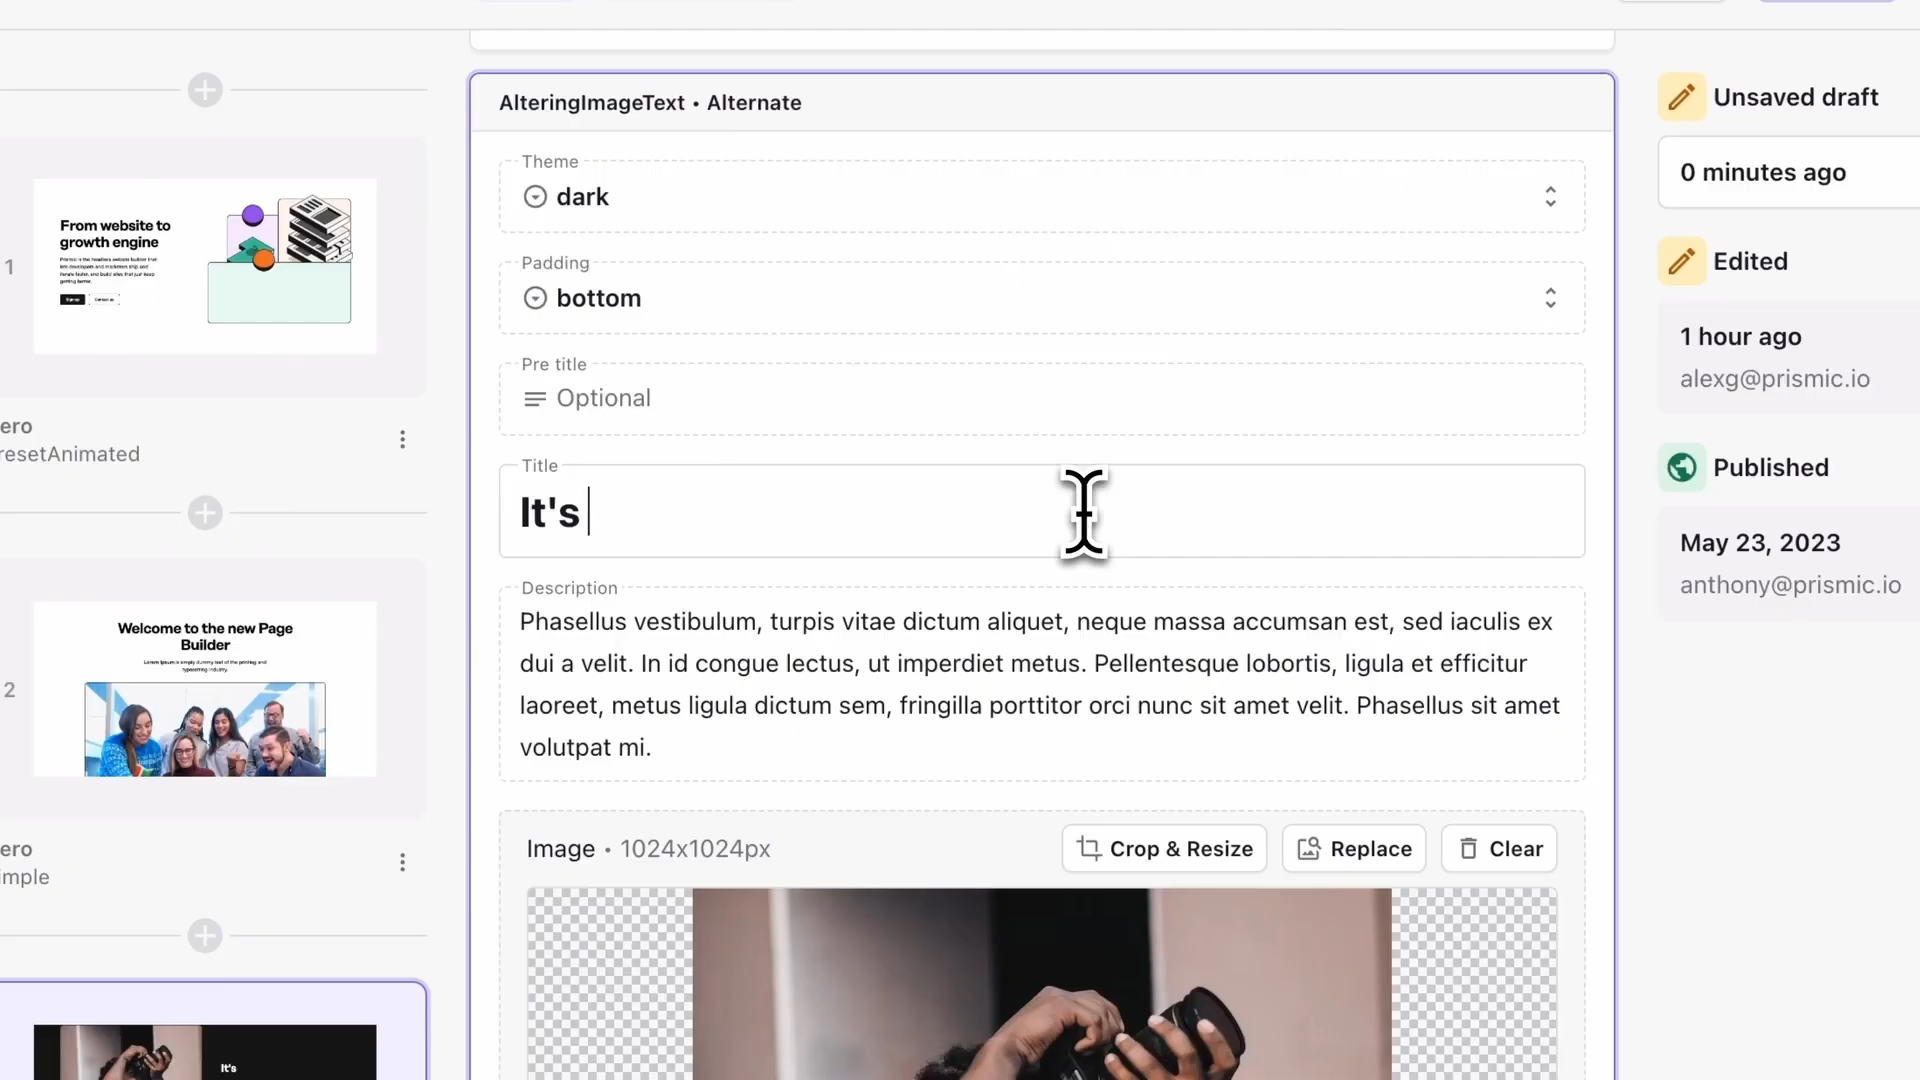 1
From website to
growth engine
ero
resetAnimated
2
Welcome to the new Page
Builder
ero
imple
It's
AlteringImageText • Alternate
Theme
dark
Padding
bottom
Pre title
Optional
Title
It's
Description
Phasellus vestibulum, turpis vitae dictum aliquet, neque massa accumsan est, sed iaculis ex
dui a velit. In id congue lectus, ut imperdiet metus. Pellentesque lobortis, ligula et efficitur
laoreet, metus ligula dictum sem, fringilla porttitor orci nunc sit amet velit. Phasellus sit amet
volutpat mi.
Image • 1024x1024px
Crop & Resize
Replace
Clear
Unsaved draft
0 minutes ago
Edited
1 hour ago
alexg@prismic.io
Published
May 23, 2023
anthony@prismic.io